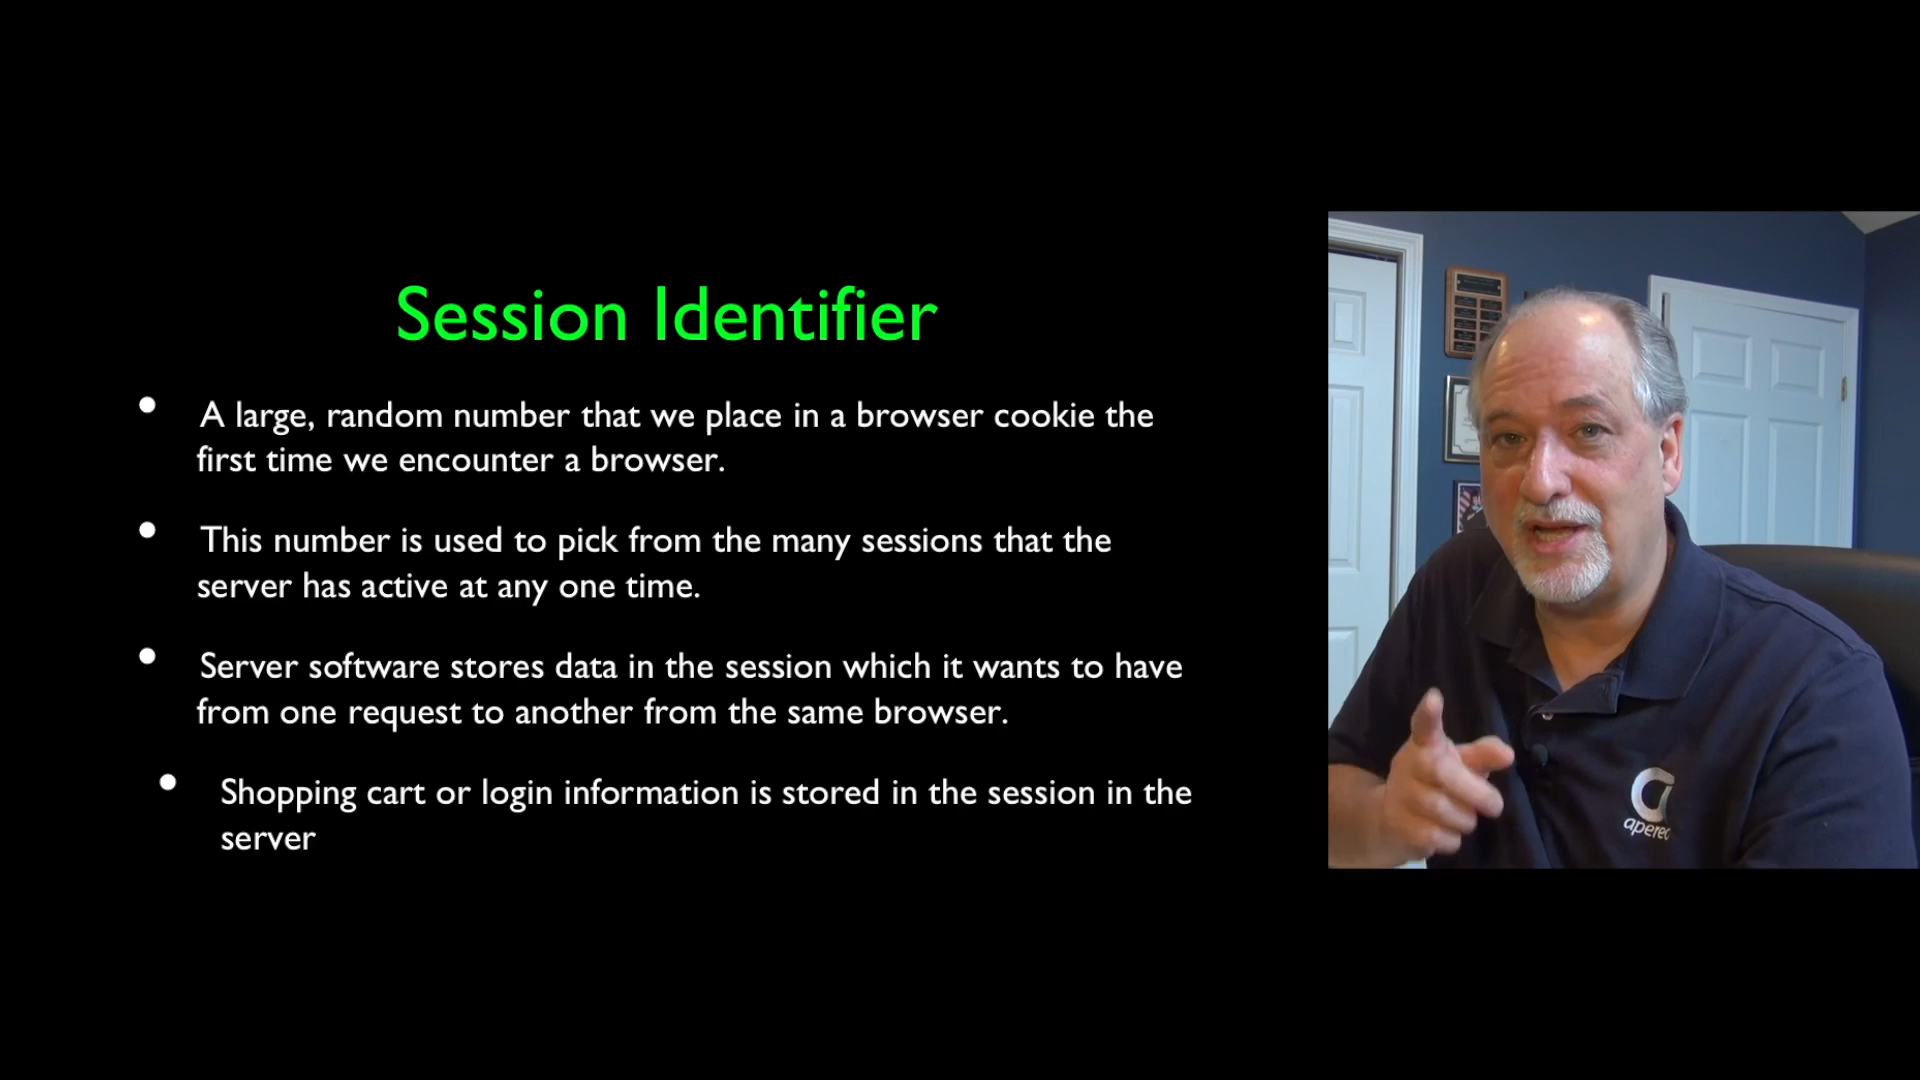 Session Identifier
• A large, random number that we place in a browser cookie the
first time we encounter a browser.
• This number is used to pick from the many sessions that the
server has active at any one time.
• Server software stores data in the session which it wants to have
from one request to another from the same browser.
• Shopping cart or login information is stored in the session in the
server
apereo